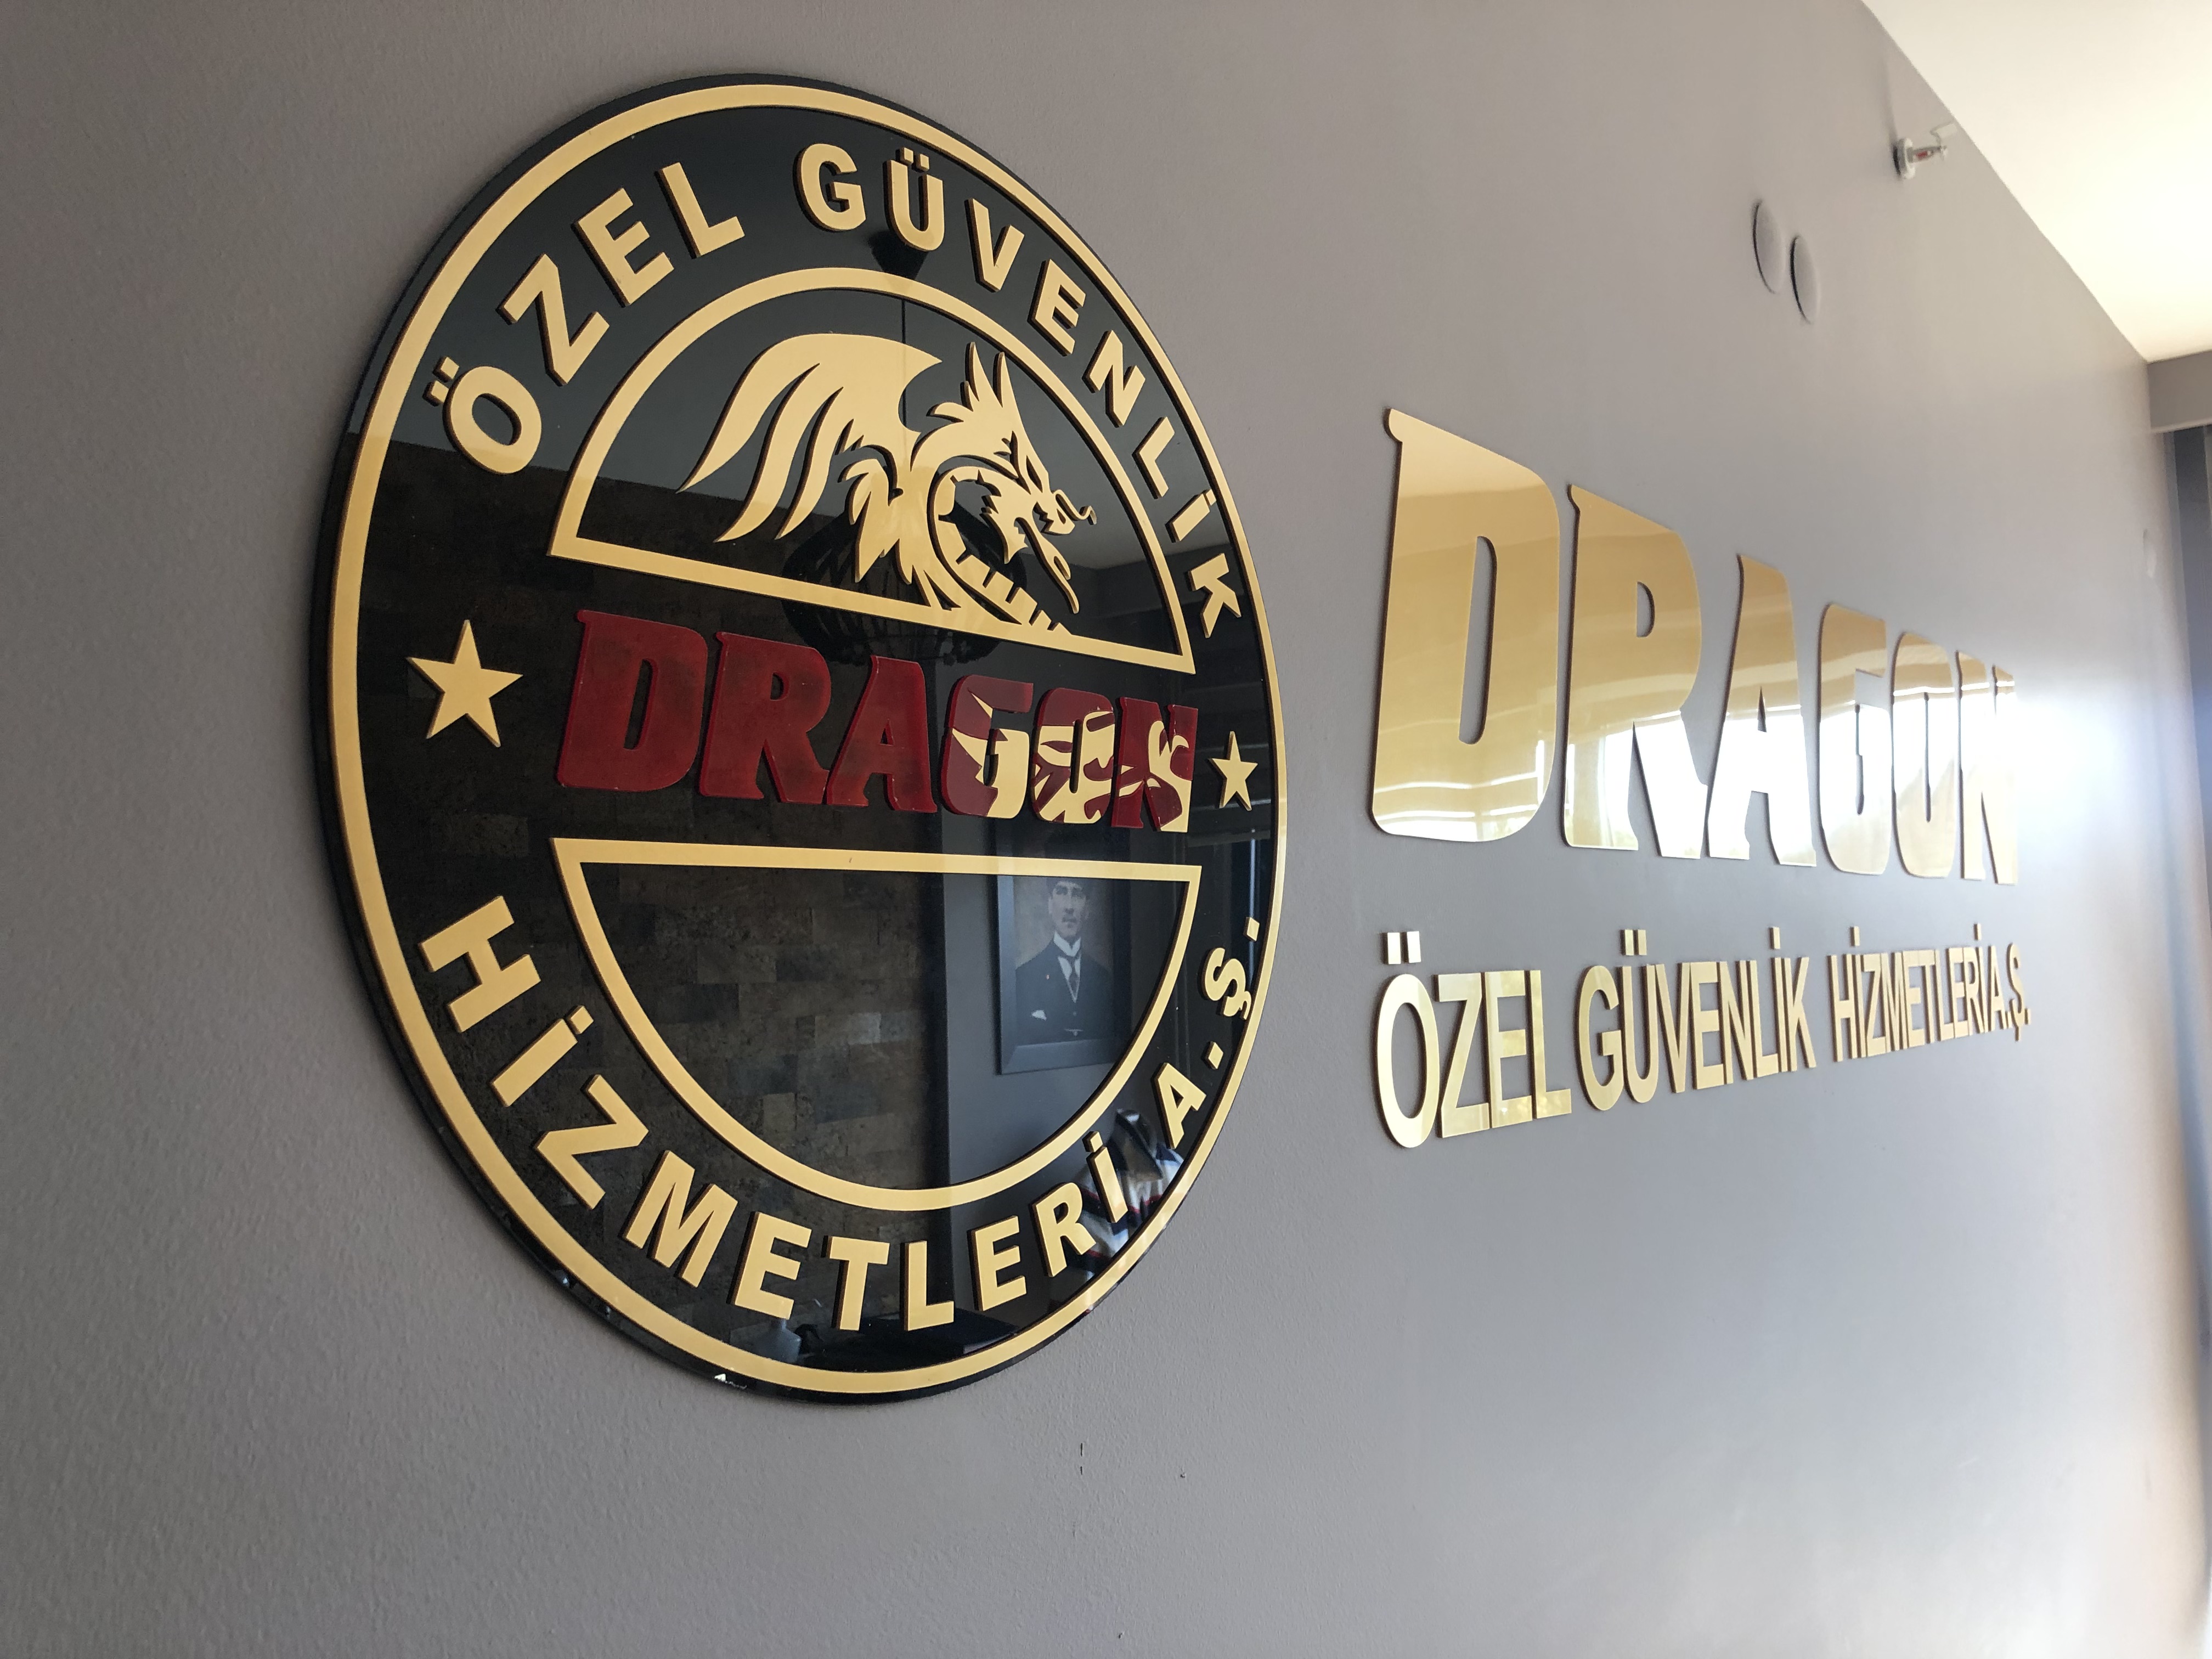 ÖZEL GÜVENLİK
DRAGON
HİZMETLERİ A.Ş.
DRAGON
ÖZEL GÜVENLİK HİZMETLERİ A.Ş.